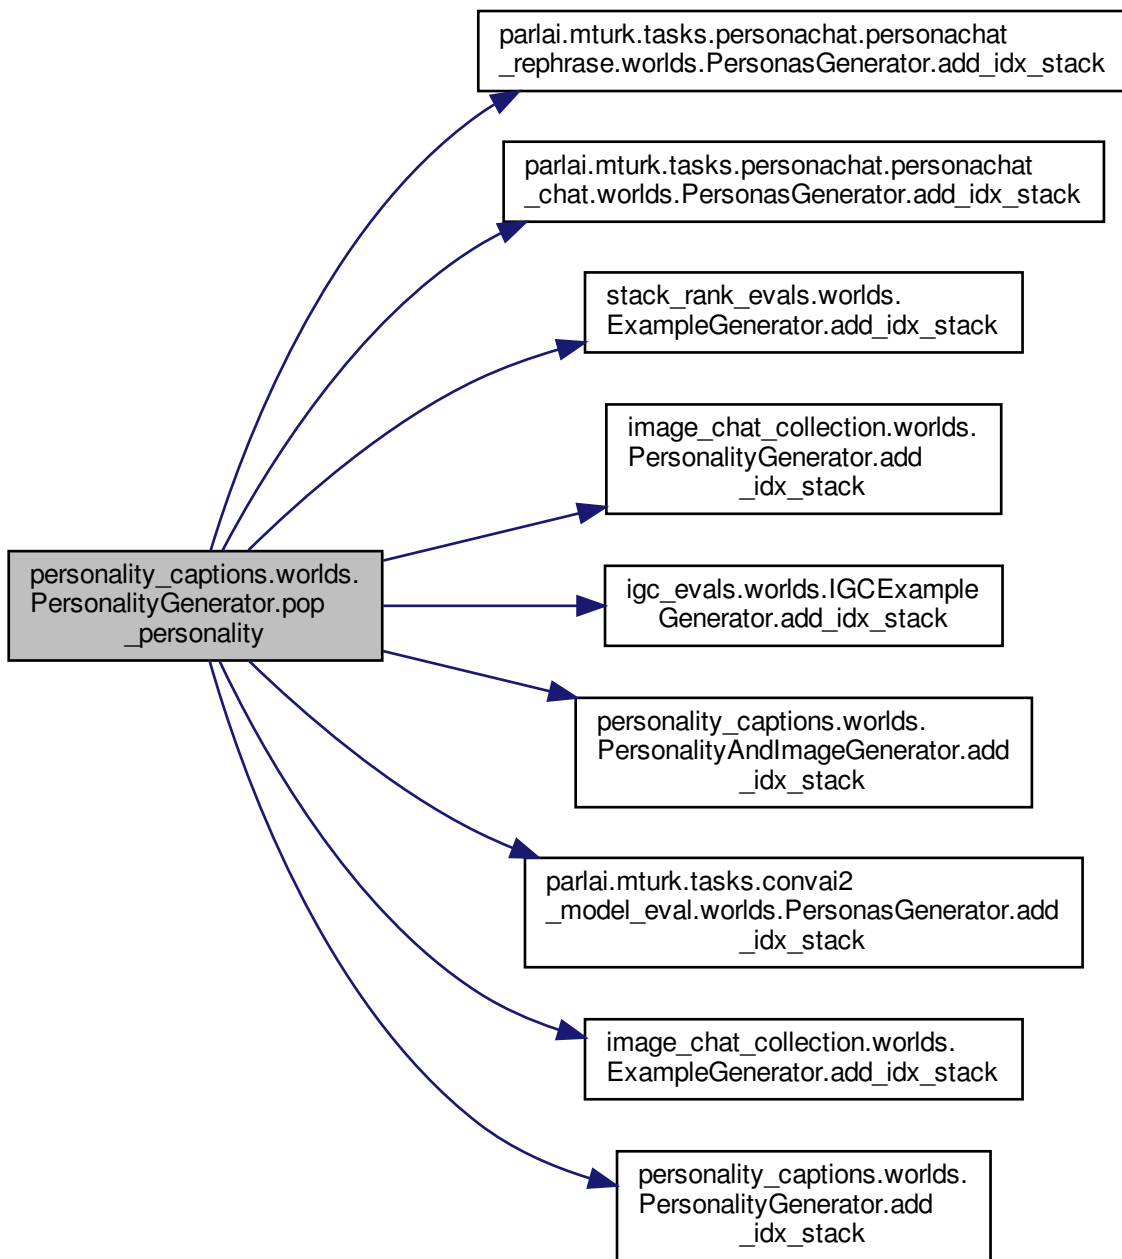 parlai.mturk.tasks.personachat.personachat
_rephrase.worlds.PersonasGenerator.add_idx_stack
parlai.mturk.tasks.personachat.personachat
_chat.worlds.PersonasGenerator.add_idx_stack
stack_rank_evals.worlds.
ExampleGenerator.add_idx_stack
image_chat_collection.worlds.
PersonalityGenerator.add
_idx_stack
personality_captions.worlds.
PersonalityGenerator.pop
_personality
igc_evals.worlds.IGCExample
Generator.add_idx_stack
personality_captions.worlds.
PersonalityAndImageGenerator.add
_idx_stack
parlai.mturk.tasks.convai2
_model_eval.worlds.PersonasGenerator.add
_idx_stack
image_chat_collection.worlds.
ExampleGenerator.add_idx_stack
personality_captions.worlds.
PersonalityGenerator.add
_idx_stack